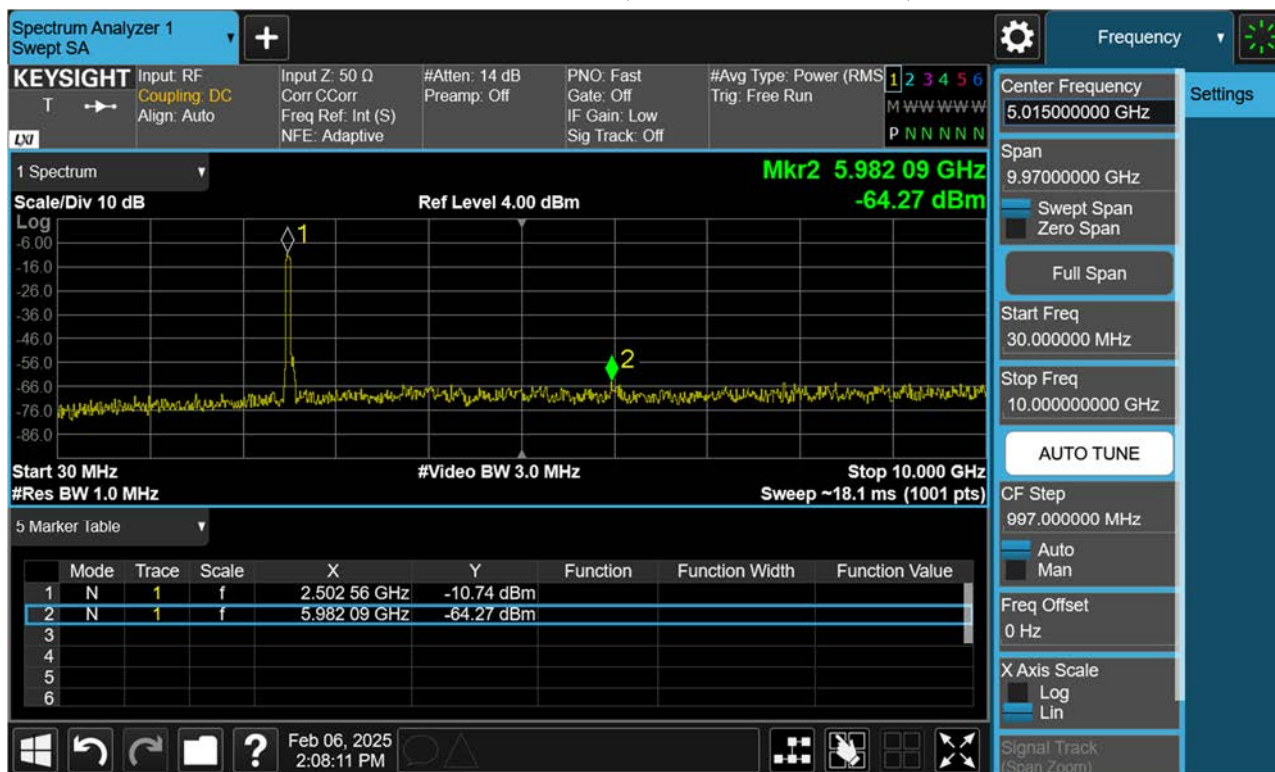 Spectrum Analyzer 1
Swept SA
Frequency
KEYSIGHT
T
LXI
Input: RF
Coupling: DC
Align: Auto
Input Z: 50 Ω
Corr CCorr
Freq Ref: Int (S)
NFE: Adaptive
#Atten: 14 dB
Preamp: Off
PNO: Fast
Gate: Off
IF Gain: Low
Sig Track: Off
#Avg Type: Power (RMS
Trig: Free Run
1 2 3 4 5 6
M W W W W W
P N N N N N
1 Spectrum
Mkr2 5.982 09 GHz
-64.27 dBm
Scale/Div 10 dB
Ref Level 4.00 dBm
Log
-6.00
-16.0
-26.0
-36.0
-46.0
-56.0
-66.0
-76.0
-86.0
1
2
Start 30 MHz
#Video BW 3.0 MHz
Stop 10.000 GHz
#Res BW 1.0 MHz
Sweep ~18.1 ms (1001 pts)
5 Marker Table
Mode Trace Scale X Y Function Function Width Function Value
1 N 1 f 2.502 56 GHz -10.74 dBm
2 N 1 f 5.982 09 GHz -64.27 dBm
3
4
5
6
?
Feb 06, 2025
2:08:11 PM
Center Frequency
5.015000000 GHz
Settings
Span
9.97000000 GHz
Swept Span
Zero Span
Full Span
Start Freq
30.000000 MHz
Stop Freq
10.000000000 GHz
AUTO TUNE
CF Step
997.000000 MHz
Auto
Man
Freq Offset
0 Hz
X Axis Scale
Log
Lin
Signal Track
(Span Zoom)